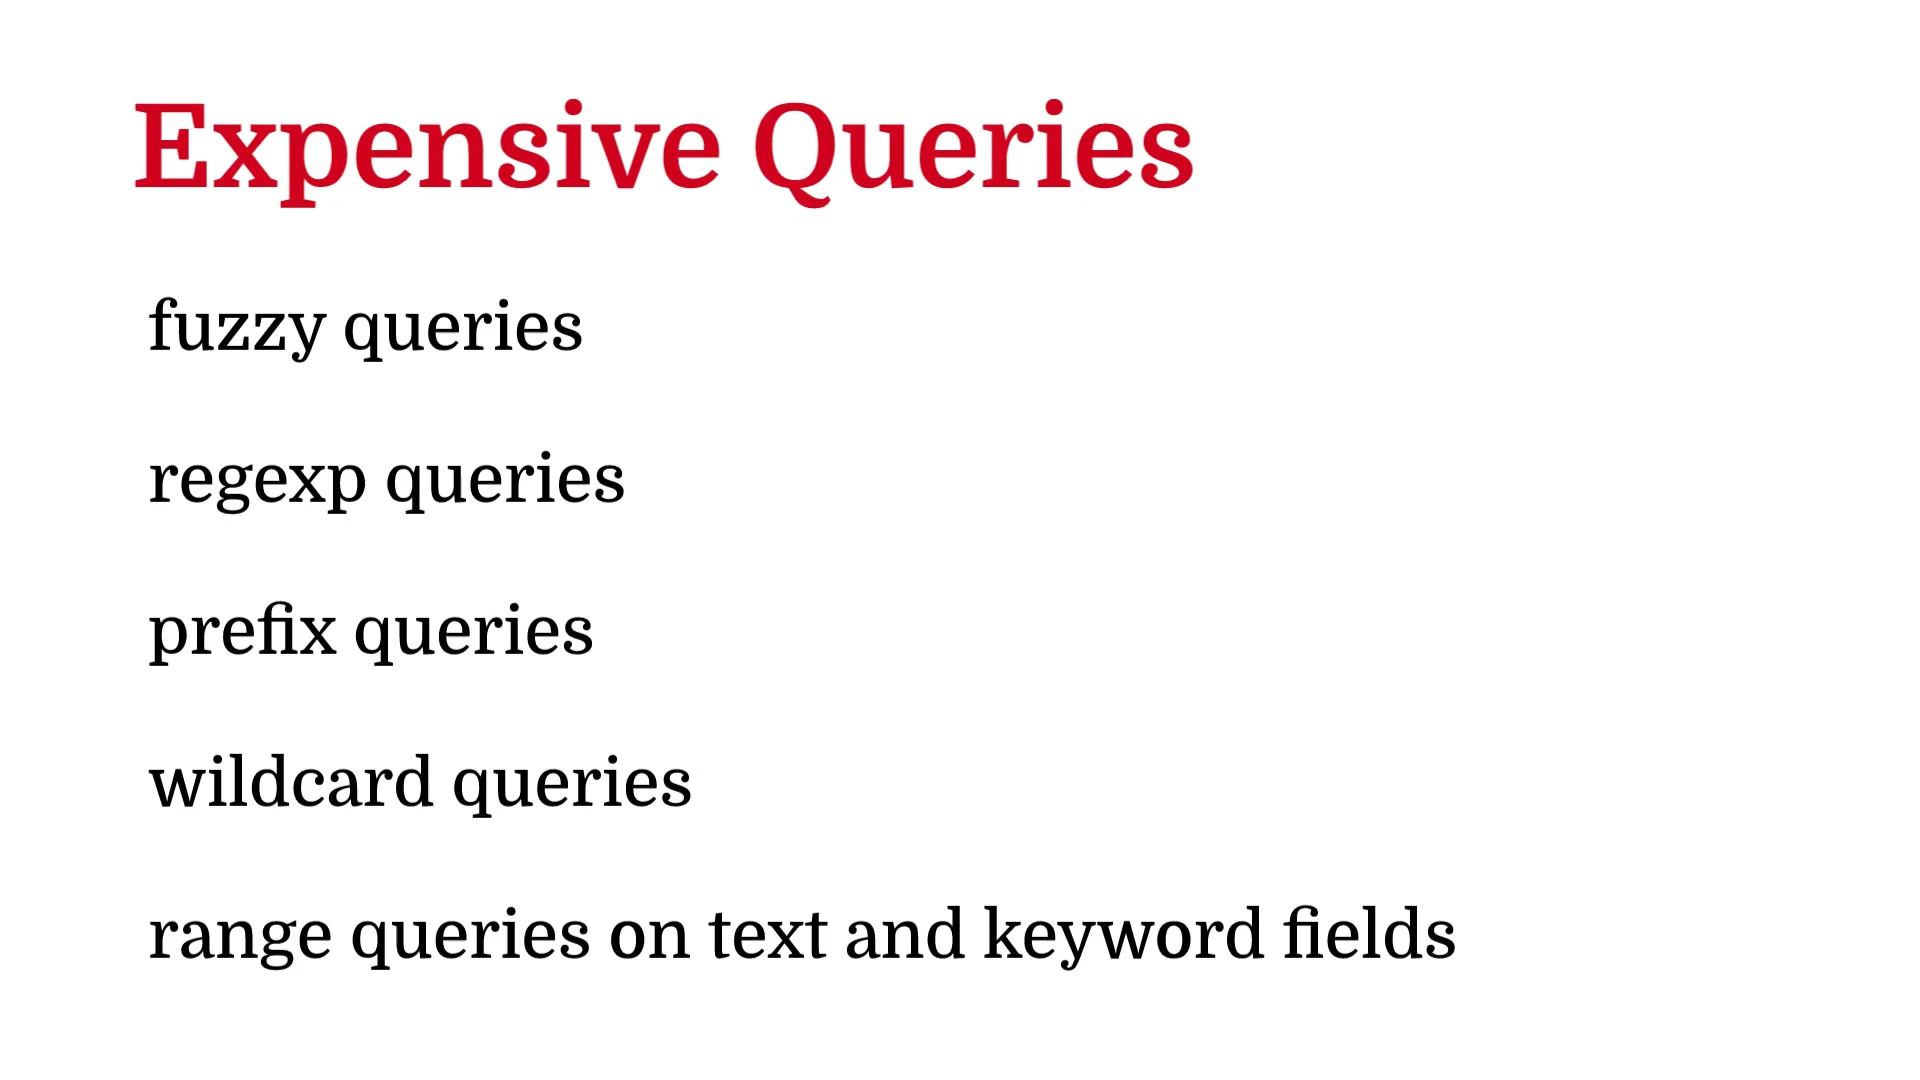 Expensive Queries
fuzzy queries
regexp queries
prefix queries
wildcard queries
range queries on text and keyword fields